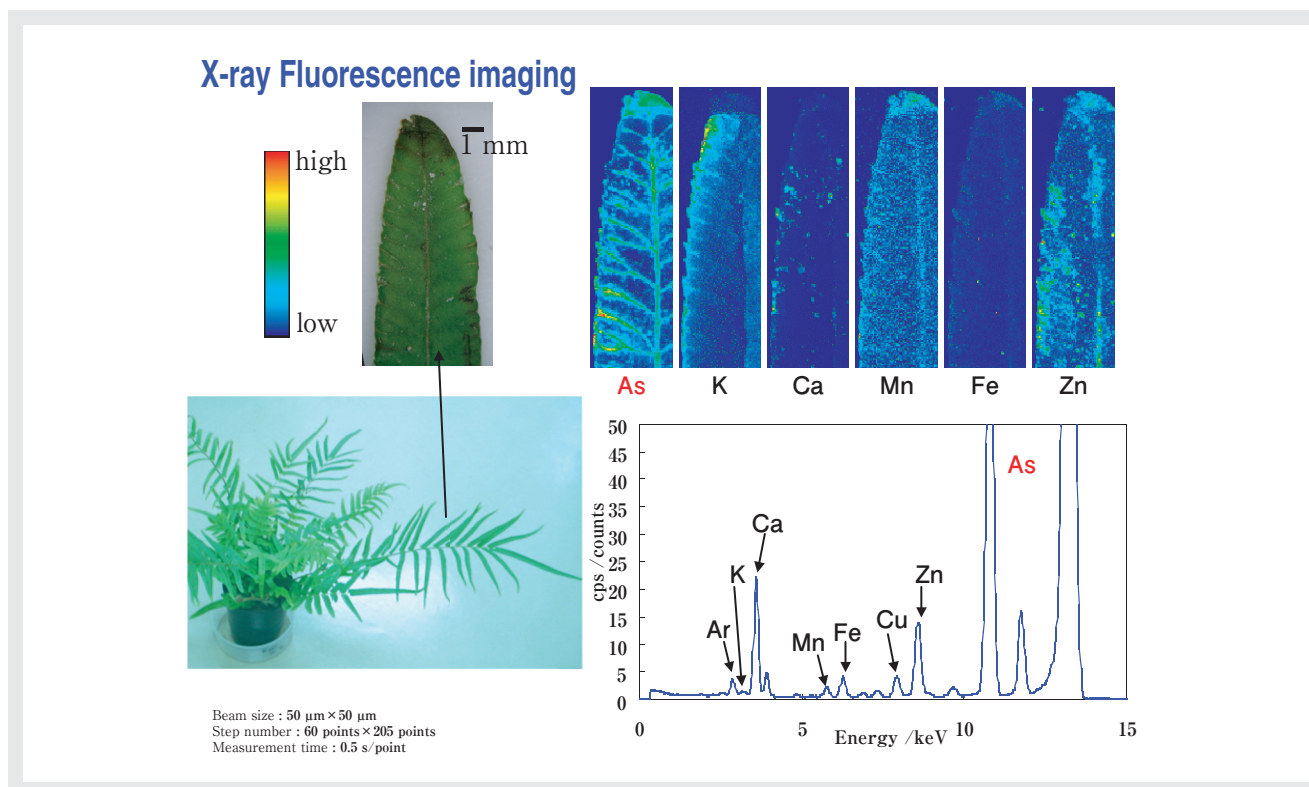 X-ray Fluorescence imaging
1 mm
high
low
As K Ca Mn Fe Zn
50
45
40
35
30
25
20
15
10
5
0
cps /counts
As
Ca
K
Ar
Mn
Fe
Cu
Zn
0 5 10 15
Energy /keV
Beam size : 50 µm×50 µm
Step number : 60 points×205 points
Measurement time : 0.5 s/point